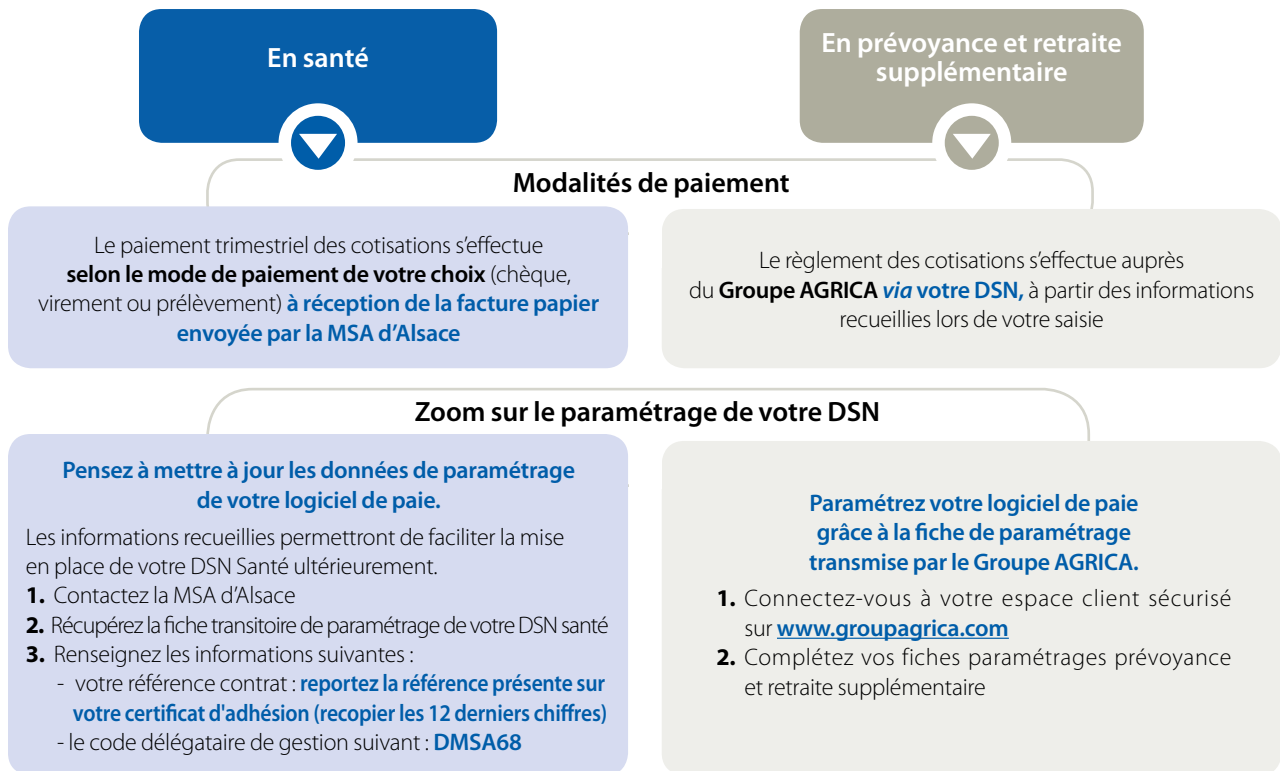 En santé
En prévoyance et retraite
supplémentaire
Modalités de paiement
Le paiement trimestriel des cotisations s’effectue
selon le mode de paiement de votre choix (chèque,
virement ou prélèvement) à réception de la facture papier
envoyée par la MSA d’Alsace
Le règlement des cotisations s’effectue auprès
du Groupe AGRICA via votre DSN, à partir des informations
recueillies lors de votre saisie
Zoom sur le paramétrage de votre DSN
Pensez à mettre à jour les données de paramétrage
de votre logiciel de paie.
Les informations recueillies permettront de faciliter la mise
en place de votre DSN Santé ultérieurement.
1. Contactez la MSA d’Alsace
2. Récupérez la fiche transitoire de paramétrage de votre DSN santé
3. Renseignez les informations suivantes :
- votre référence contrat : reportez la référence présente sur
votre certificat d'adhésion (recopier les 12 derniers chiffres)
- le code délégataire de gestion suivant : DMSA68
Paramétrez votre logiciel de paie
grâce à la fiche de paramétrage
transmise par le Groupe AGRICA.
1. Connectez-vous à votre espace client sécurisé
sur www.groupagrica.com
2. Complétez vos fiches paramétrages prévoyance
et retraite supplémentaire